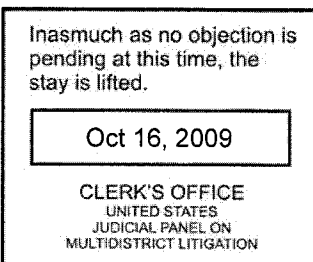 Inasmuch as no objection is
pending at this time, the
stay is lifted.
Oct 16, 2009
CLERK'S OFFICE
UNITED STATES
JUDICIAL PANEL ON
MULTIDISTRICT LITIGATION